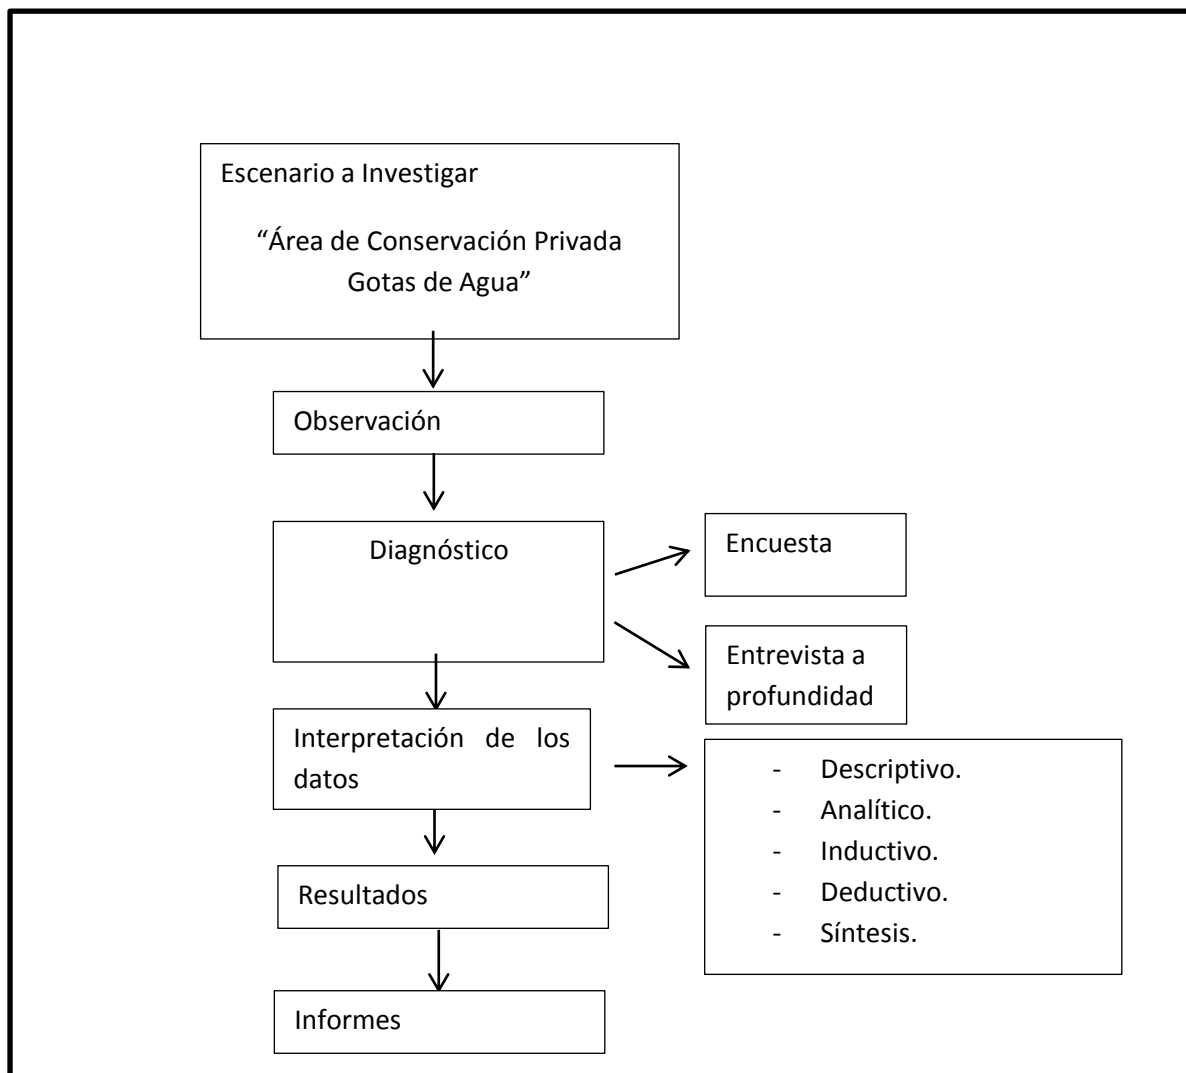 Escenario a Investigar
“Área de Conservación Privada
Gotas de Agua”
Observación
Diagnóstico
Encuesta
Entrevista a
profundidad
Interpretación de los
datos
- Descriptivo.
- Analítico.
- Inductivo.
- Deductivo.
- Síntesis.
Resultados
Informes